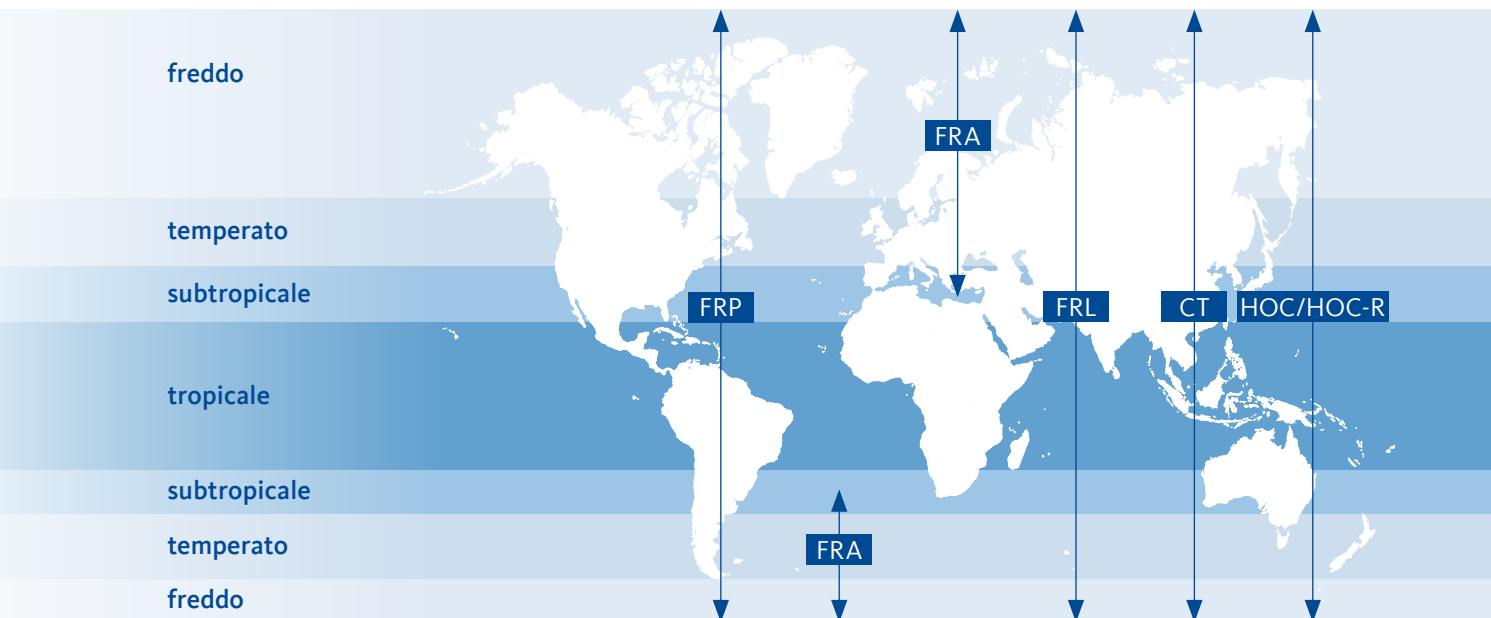 freddo
FRA
temperato
subtropicale
FRP
FRL
CT
HOC/HOC-R
tropicale
subtropicale
temperato
FRA
freddo